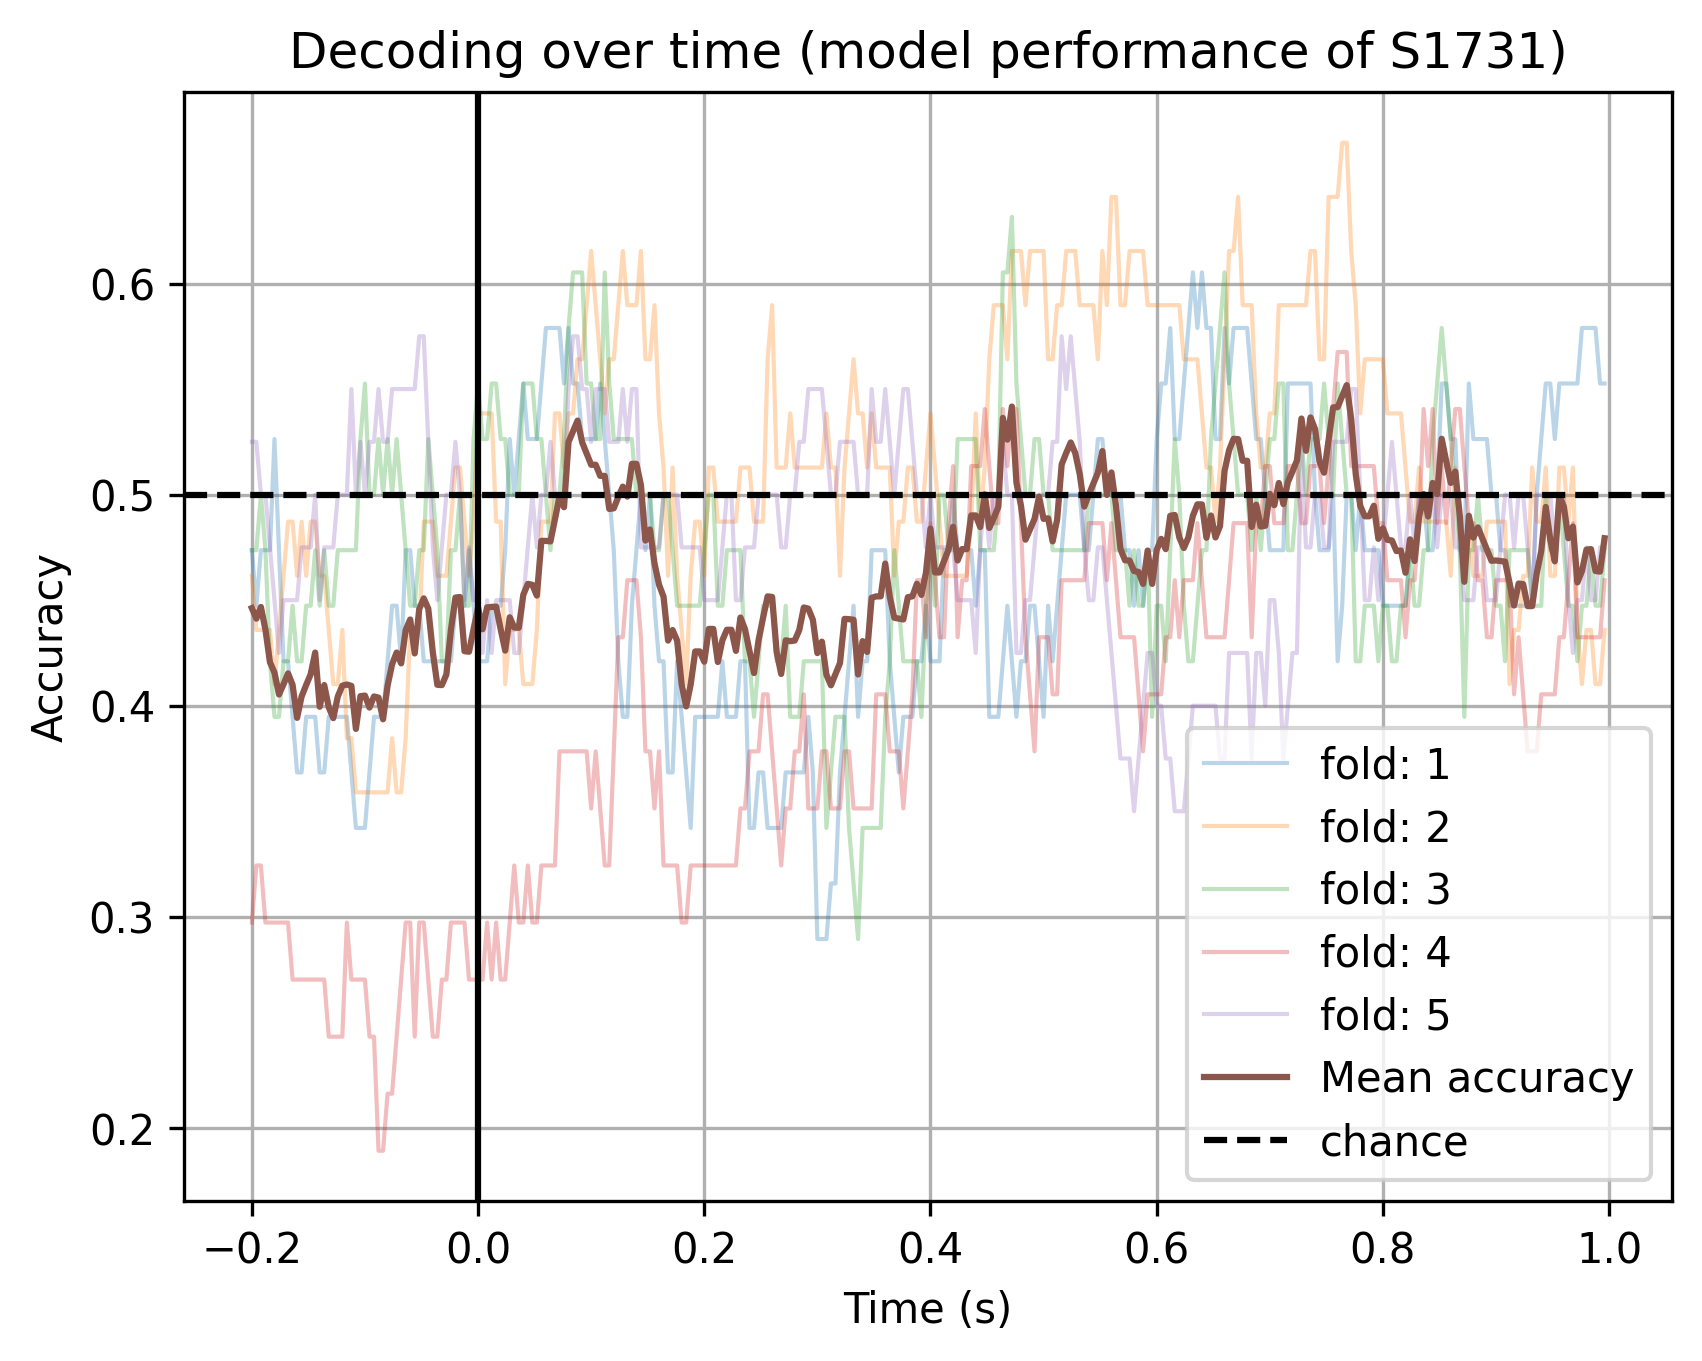 Decoding over time (model performance of S1731)
Accuracy
0.6
0.5
0.4
0.3
0.2
−0.2 0.0 0.2 0.4 0.6 0.8 1.0
Time (s)
fold: 1
fold: 2
fold: 3
fold: 4
fold: 5
Mean accuracy
chance